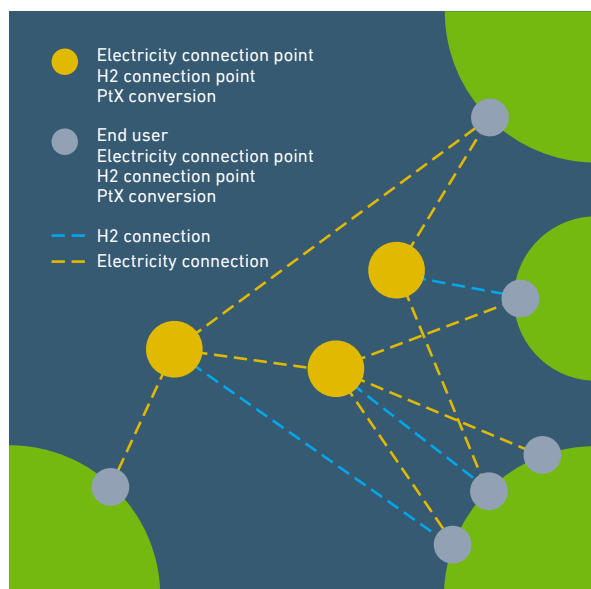 Electricity connection point
H2 connection point
PtX conversion
End user
Electricity connection point
H2 connection point
PtX conversion
H2 connection
Electricity connection